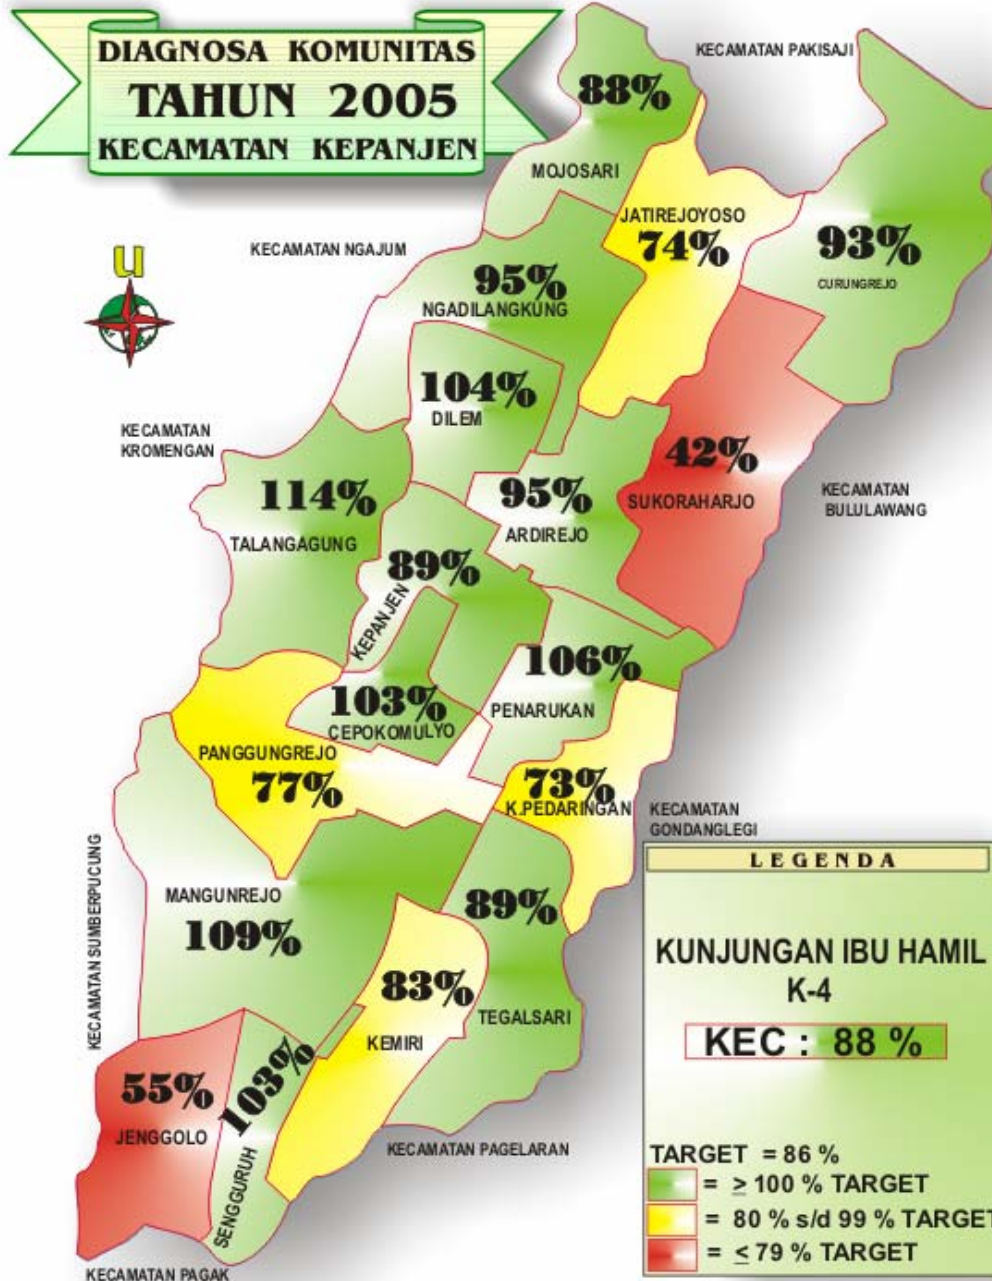 DIAGNOSA KOMUNITAS
TAHUN 2005
KECAMATAN KEPANJEN
KECAMATAN PAKISAJI
88%
MOJOSARI
JATIREJOYOSO
74%
93%
CURUNGREJO
U
KECAMATAN NGAJUM
95%
NGADILANGKUNG
104%
DILEM
KECAMATAN
KROMENGAN
42%
SUKORAHARJO
KECAMATAN
BULULAWANG
114%
TALANGAGUNG
95%
ARDIREJO
89%
KEPANJEN
106%
PENARUKAN
103%
CEPOKOMULYO
PANGGUNGREJO
77%
73%
K.PEDARINGAN
KECAMATAN
GONDANGLEGI
KECAMATAN SUMBERPUCUNG
MANGUNREJO
109%
89%
TEGALSARI
83%
KEMIRI
55%
JENGGOLO
103%
SENGGURUH
KECAMATAN PAGELARAN
KECAMATAN PAGAK
LEGENDA
KUNJUNGAN IBU HAMIL
K-4
KEC : 88 %
TARGET = 86 %
= ≥ 100 % TARGET
= 80 % s/d 99 % TARGET
= ≤ 79 % TARGET